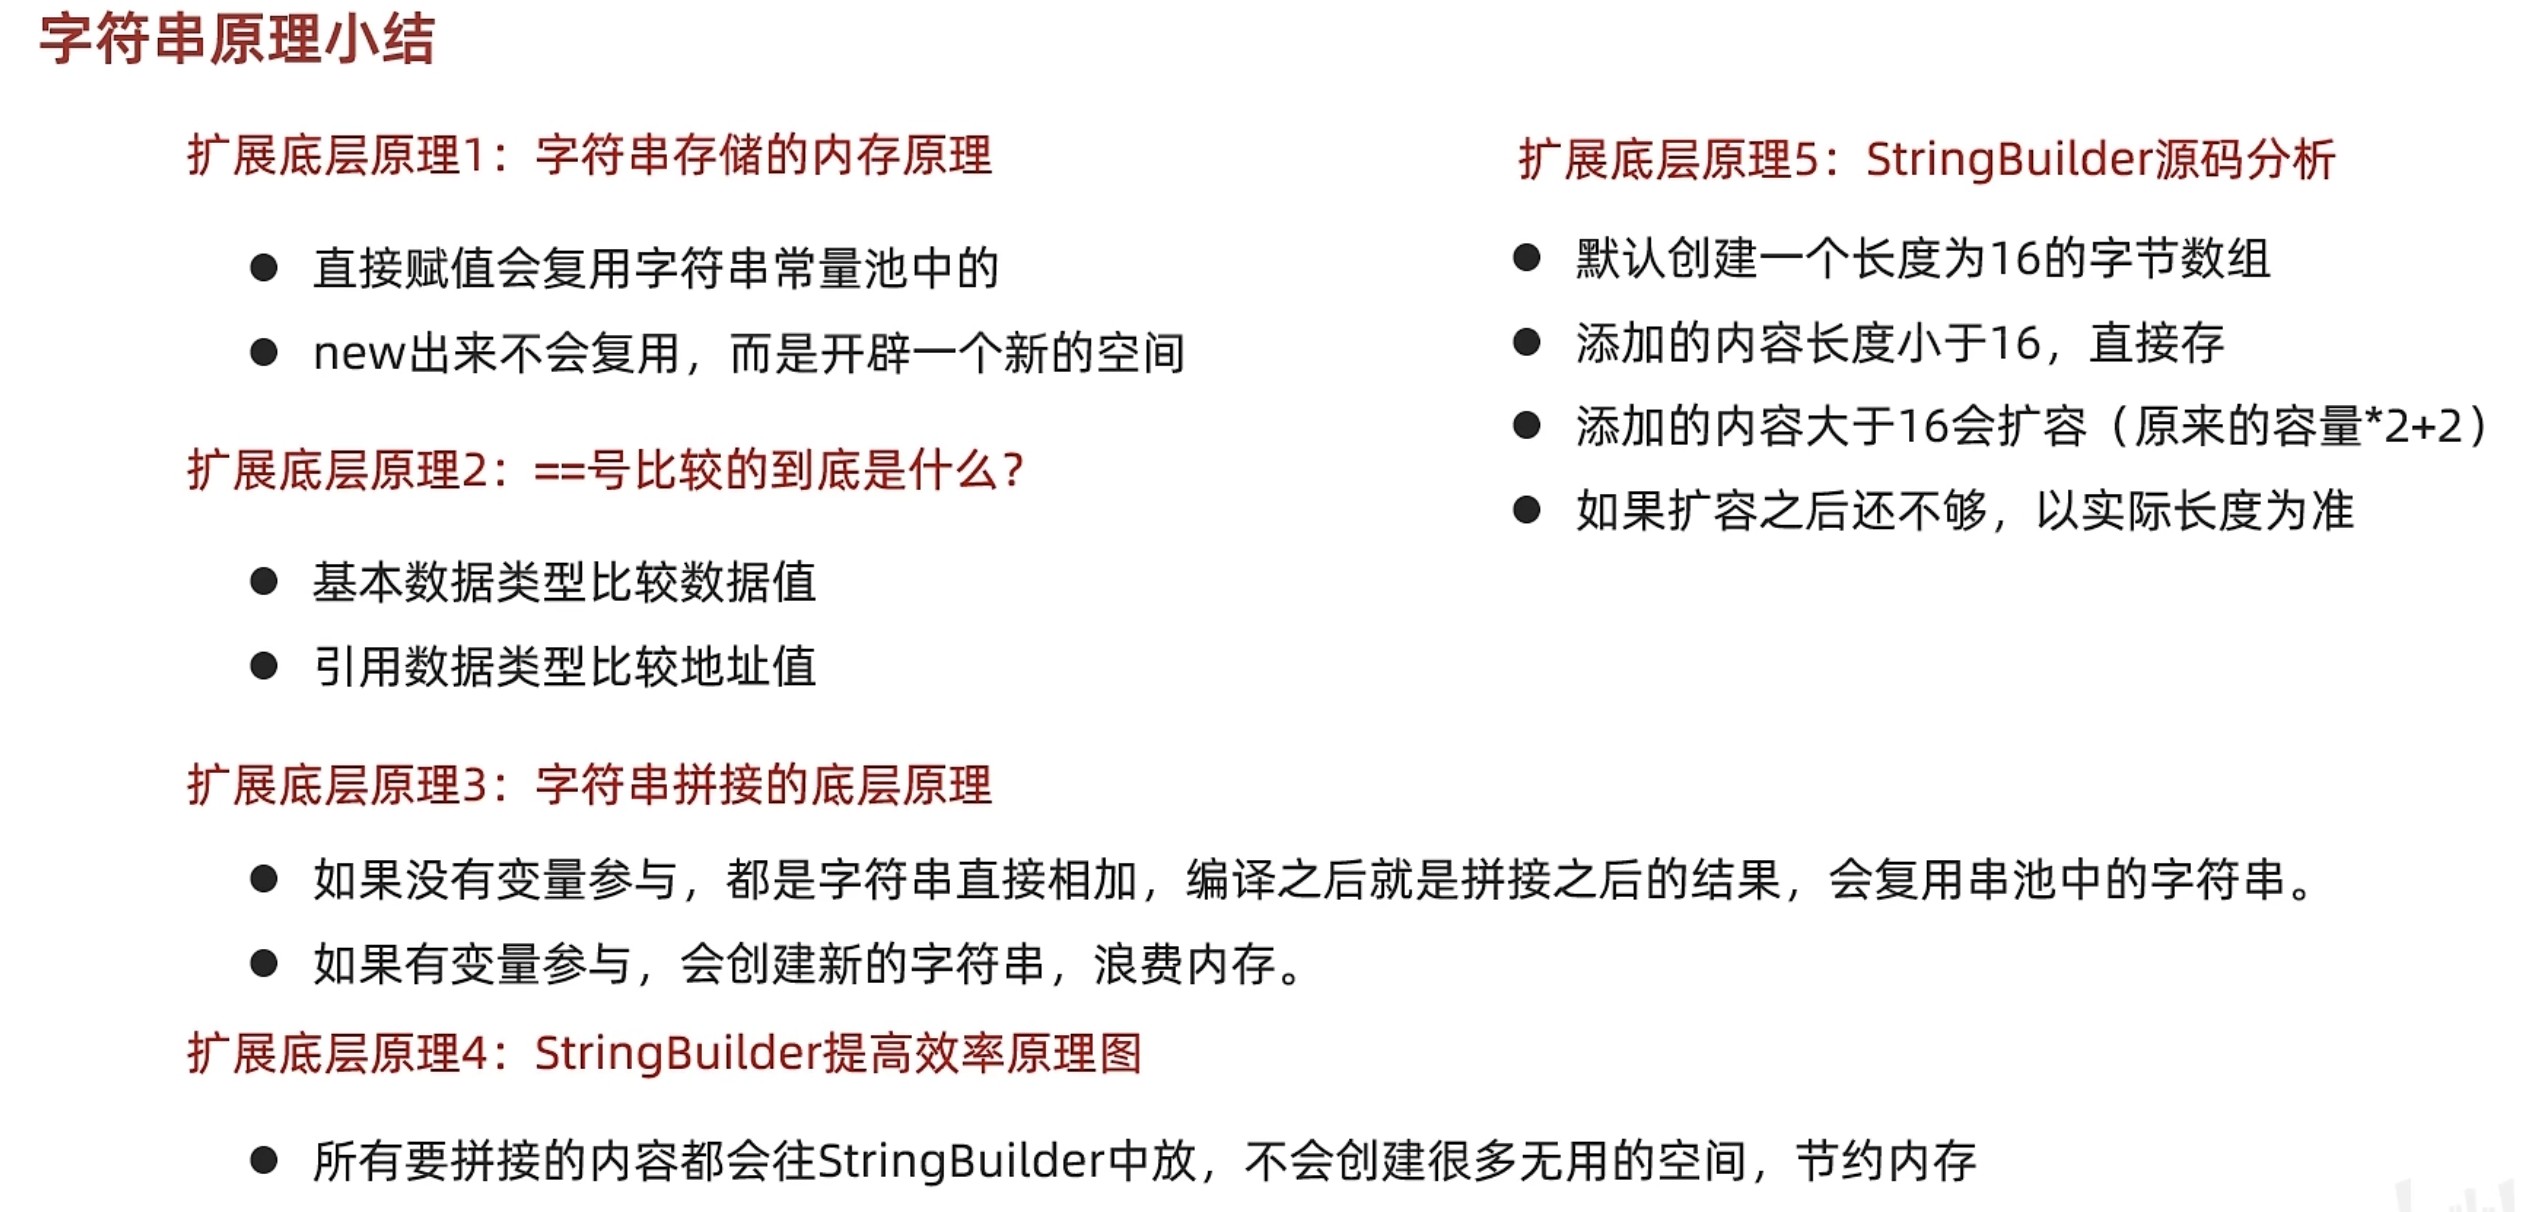 字符串原理小结
扩展底层原理1：字符串存储的内存原理
直接赋值会复用字符串常量池中的
new出来不会复用，而是开辟一个新的空间
扩展底层原理2：==号比较的到底是什么？
基本数据类型比较数据值
引用数据类型比较地址值
扩展底层原理3：字符串拼接的底层原理
如果没有变量参与，都是字符串直接相加，编译之后就是拼接之后的结果，会复用串池中的字符串。
如果有变量参与，会创建新的字符串，浪费内存。
扩展底层原理4：StringBuilder提高效率原理图
所有要拼接的内容都会往StringBuilder中放，不会创建很多无用的空间，节约内存
扩展底层原理5：StringBuilder源码分析
默认创建一个长度为16的字节数组
添加的内容长度小于16，直接存
添加的内容大于16会扩容（原来的容量*2+2）
如果扩容之后还不够，以实际长度为准